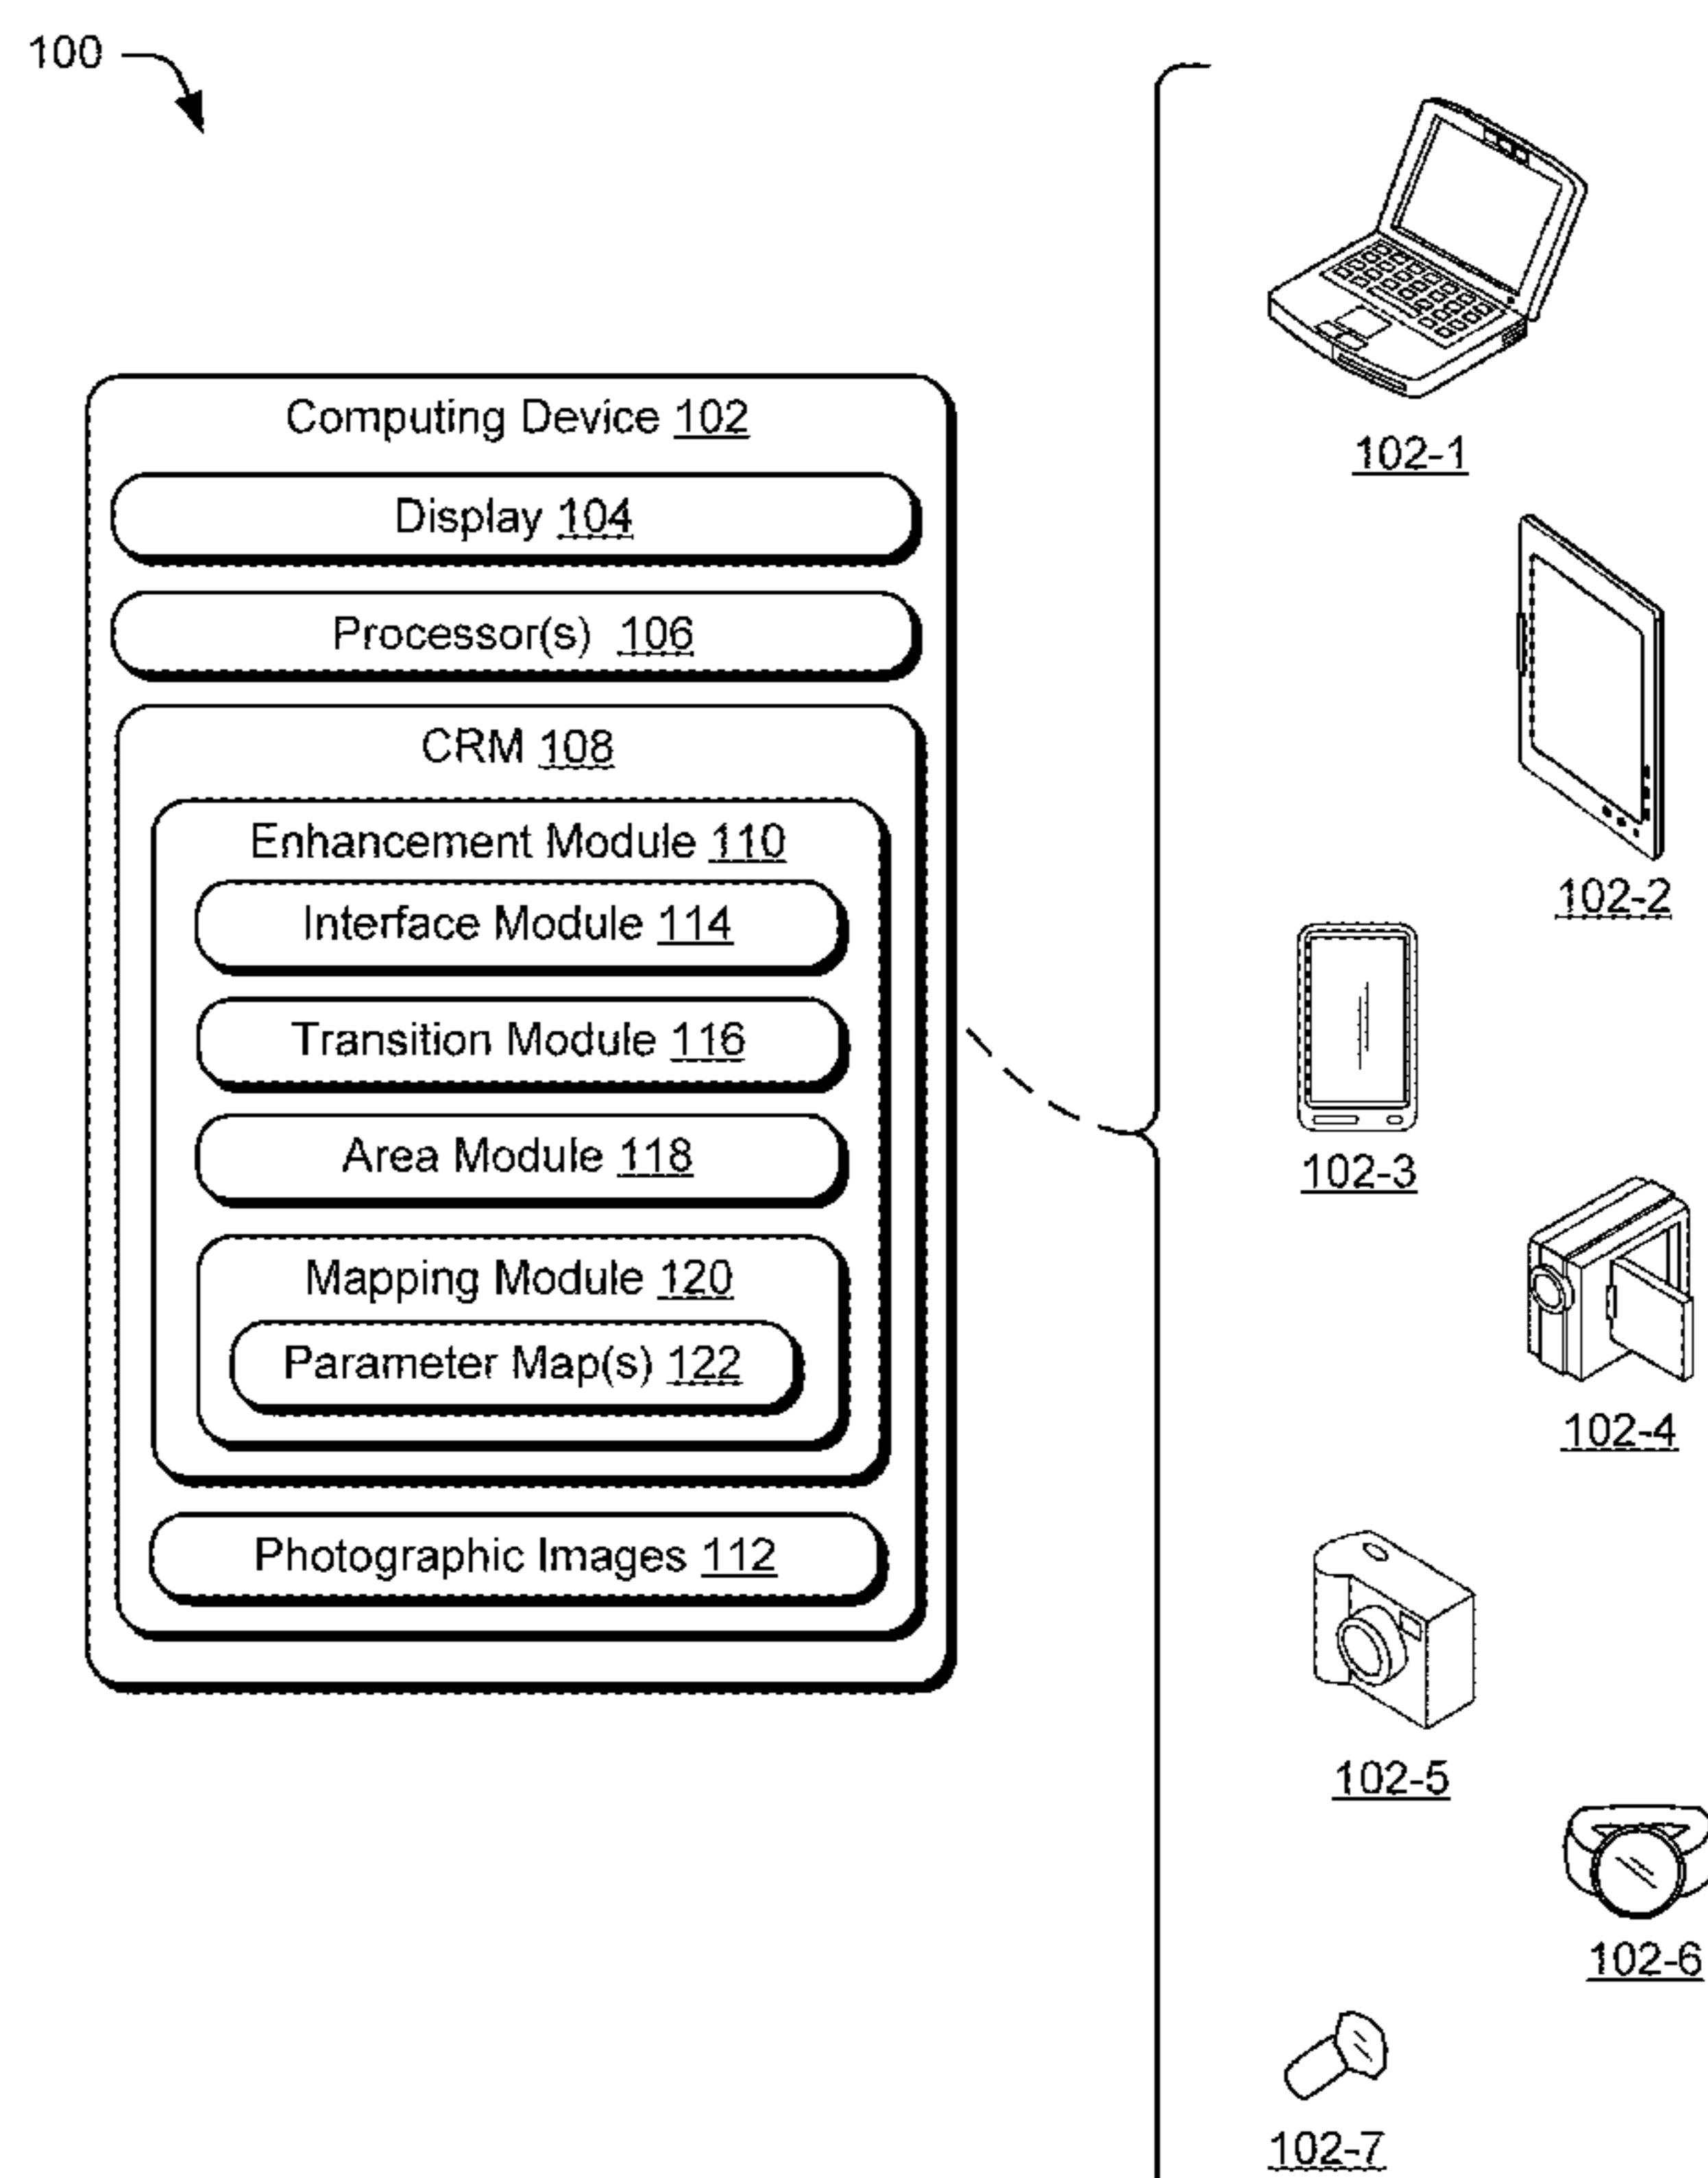 100
Computing Device 102
Display 104
Processor(s) 106
CRM 108
Enhancement Module 110
Interface Module 114
Transition Module 116
Area Module 118
Mapping Module 120
Parameter Map(s) 122
Photographic Images 112
102-1
102-2
102-3
102-4
102-5
102-6
102-7